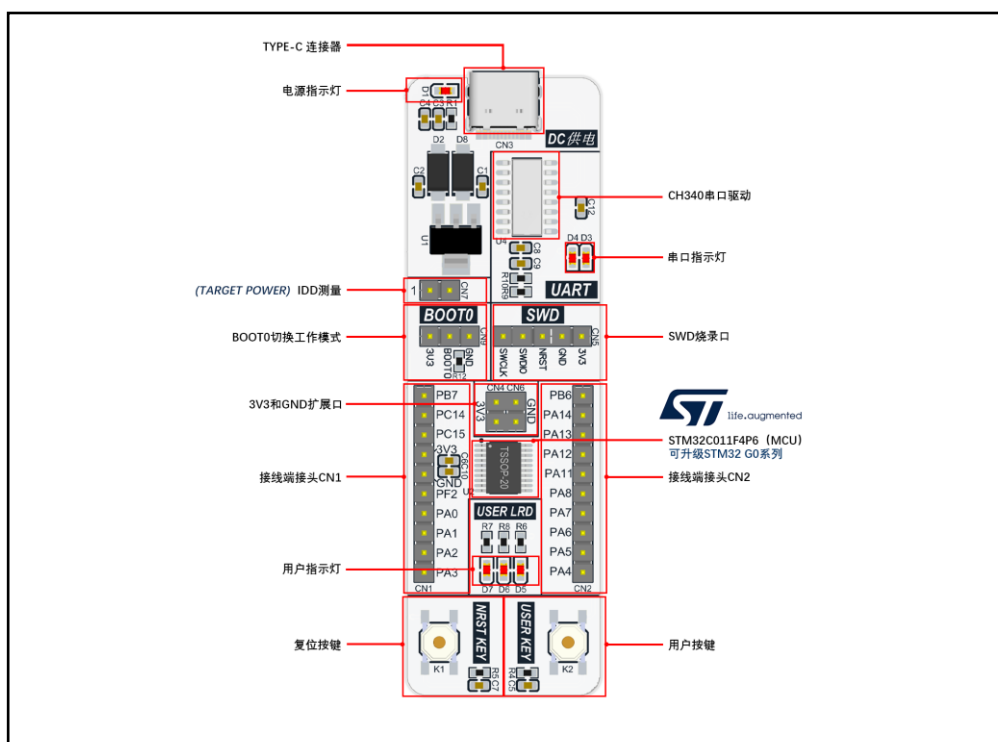 TYPE-C 连接器
电源指示灯
D1
C4 C3 R1
CN3
DC供电
D2 D8
C2
C1
CH340串口驱动
C12
U1
U4
C8
C9
D4 D3
串口指示灯
R10R9
UART
(TARGET POWER) IDD测量
1
CN7
BOOT0
SWD
BOOT0切换工作模式
3V3
BOOT0
GND
CN9
R12
SWCLK
SWDIO
NRST
GND
3V3
CN5
SWD烧录口
3V3和GND扩展口
CN4 CN6
3V3
GND
PB7
PC14
PC15
3V3
GND
PF2
PA0
PA1
PA2
PA3
CN1
C6C10
TSSOP-20
PB6
PA14
PA13
PA12
PA11
PA8
PA7
PA6
PA5
PA4
CN2
ST
life.augmented
STM32C011F4P6（MCU）
可升级STM32 G0系列
接线端接头CN1
接线端接头CN2
USER LRD
R7 R8 R6
用户指示灯
D7 D6 D5
复位按键
K1
NRST KEY
R5C7
USER KEY
R4C5
K2
用户按键